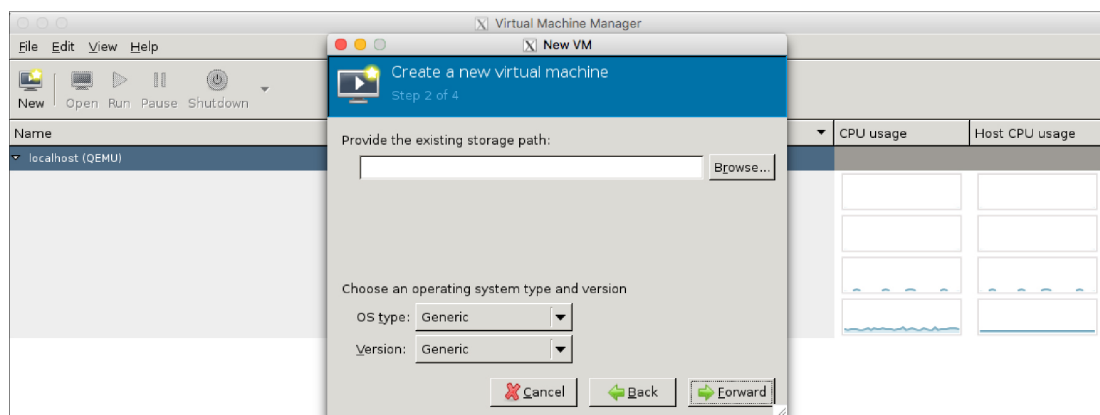 Virtual Machine Manager
File Edit View Help
New VM
New Open Run Pause Shutdown
Create a new virtual machine
Step 2 of 4
Name
CPU usage
Host CPU usage
localhost (QEMU)
Provide the existing storage path:
Browse...
Choose an operating system type and version
OS type: Generic
Version: Generic
Cancel Back Forward